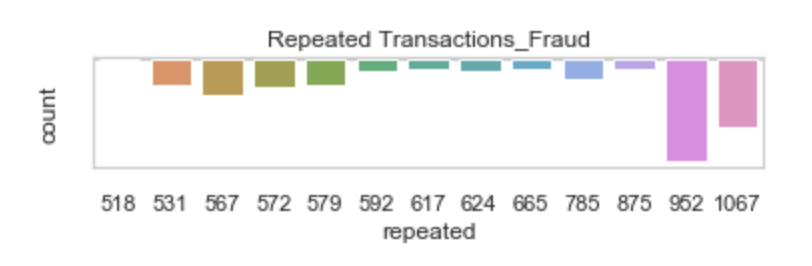 Repeated Transactions_Fraud
count
518 531 567 572 579 592 617 624 665 785 875 952 1067
repeated